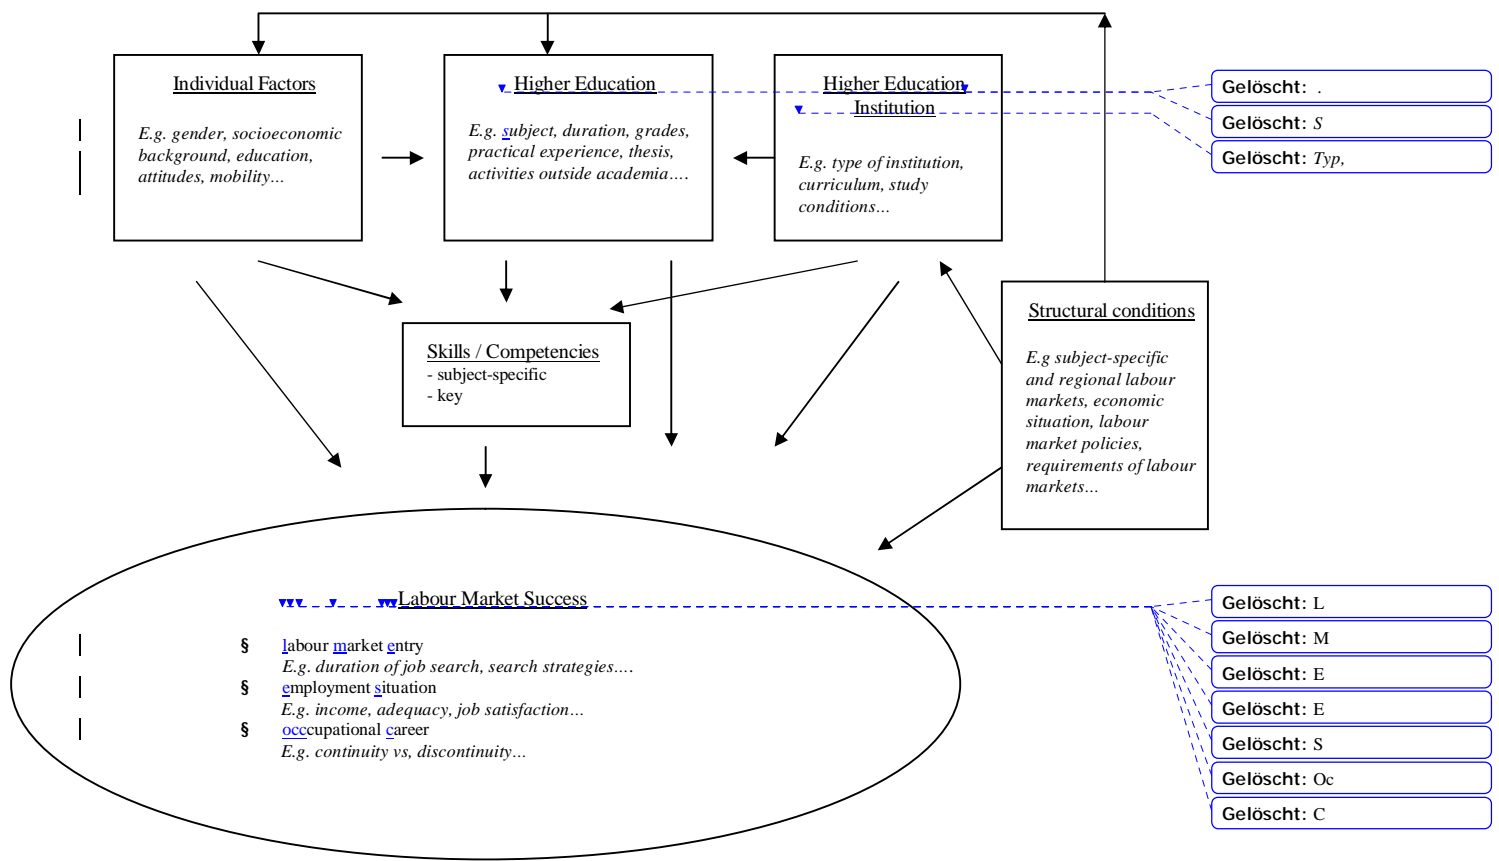 Individual Factors
E.g. gender, socioeconomic
background, education,
attitudes, mobility…
Higher Education
E.g. subject, duration, grades,
practical experience, thesis,
activities outside academia….
Higher Education
Institution
E.g. type of institution,
curriculum, study
conditions…
Gelöscht: .
Gelöscht: S
Gelöscht: Typ,
Skills / Competencies
- subject-specific
- key
Structural conditions
E.g subject-specific
and regional labour
markets, economic
situation, labour
market policies,
requirements of labour
markets…
Labour Market Success
§ labour market entry
E.g. duration of job search, search strategies….
§ employment situation
E.g. income, adequacy, job satisfaction…
§ occcupational career
E.g. continuity vs, discontinuity…
Gelöscht: L
Gelöscht: M
Gelöscht: E
Gelöscht: E
Gelöscht: S
Gelöscht: Oc
Gelöscht: C